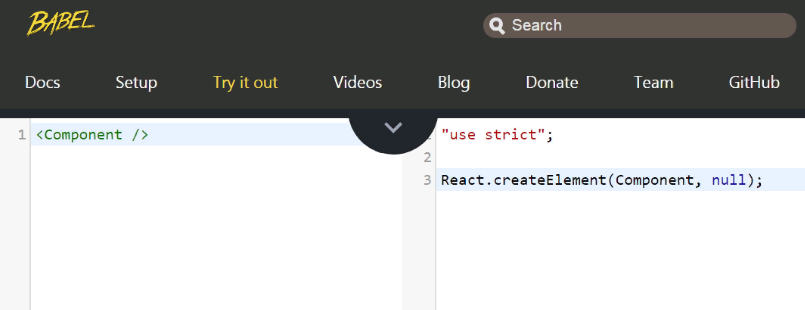 BABEL
Search
Docs Setup Try it out Videos Blog Donate Team GitHub
1 <Component />
"use strict";
2
3 React.createElement(Component, null);